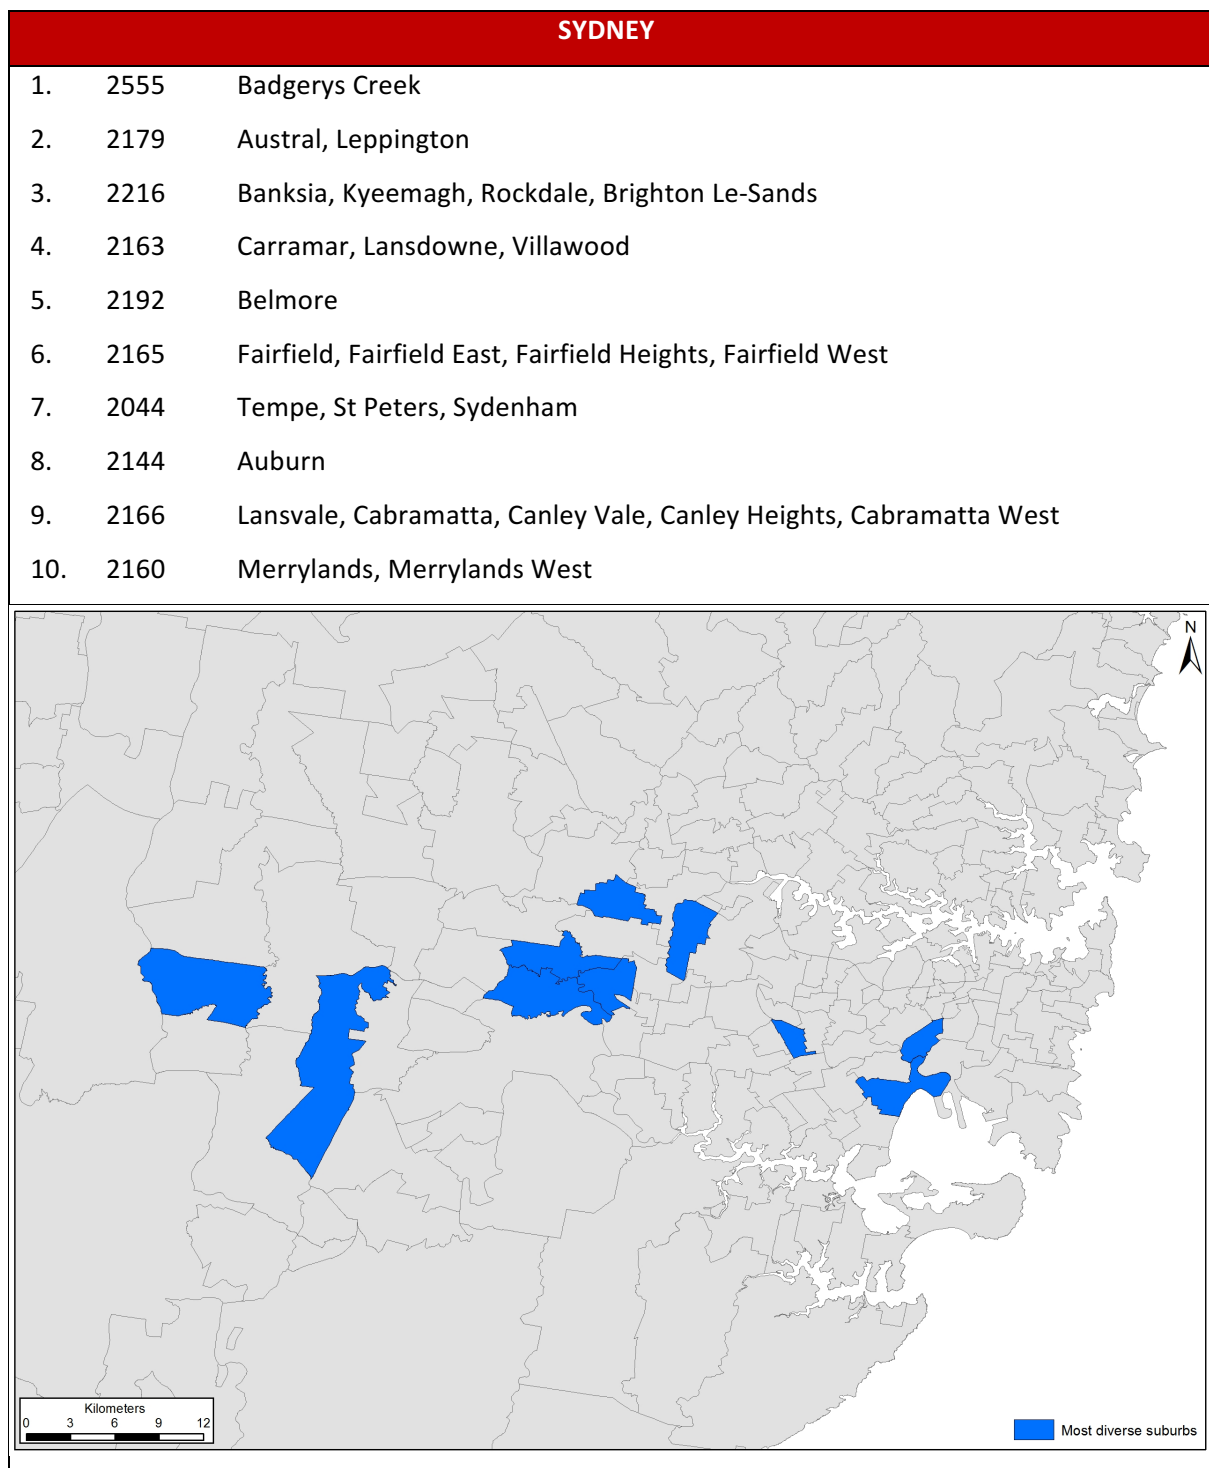 SYDNEY
1. 2555 Badgerys Creek
2. 2179 Austral, Leppington
3. 2216 Banksia, Kyeemagh, Rockdale, Brighton Le-Sands
4. 2163 Carramar, Lansdowne, Villawood
5. 2192 Belmore
6. 2165 Fairfield, Fairfield East, Fairfield Heights, Fairfield West
7. 2044 Tempe, St Peters, Sydenham
8. 2144 Auburn
9. 2166 Lansvale, Cabramatta, Canley Vale, Canley Heights, Cabramatta West
10. 2160 Merrylands, Merrylands West
N
Kilometers
0 3 6 9 12
Most diverse suburbs